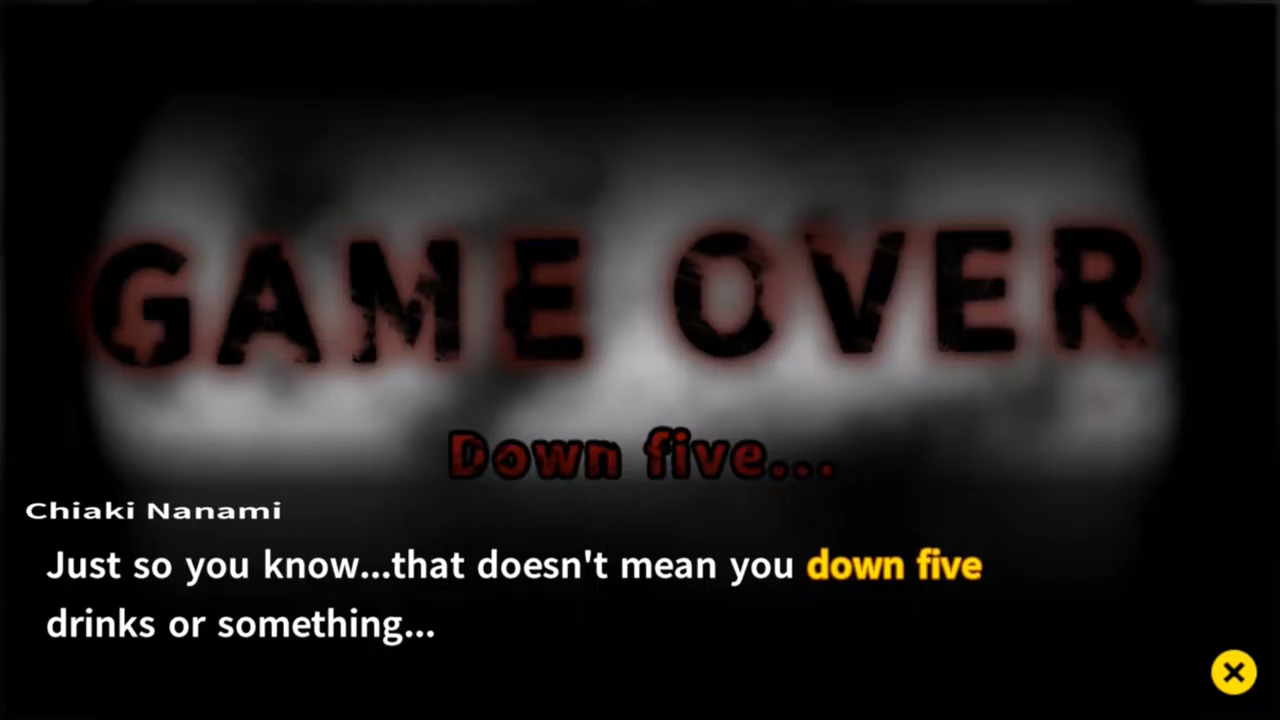 GAME OVER
Down five...
Chiaki Nanami
Just so you know...that doesn't mean you down five
drinks or something...